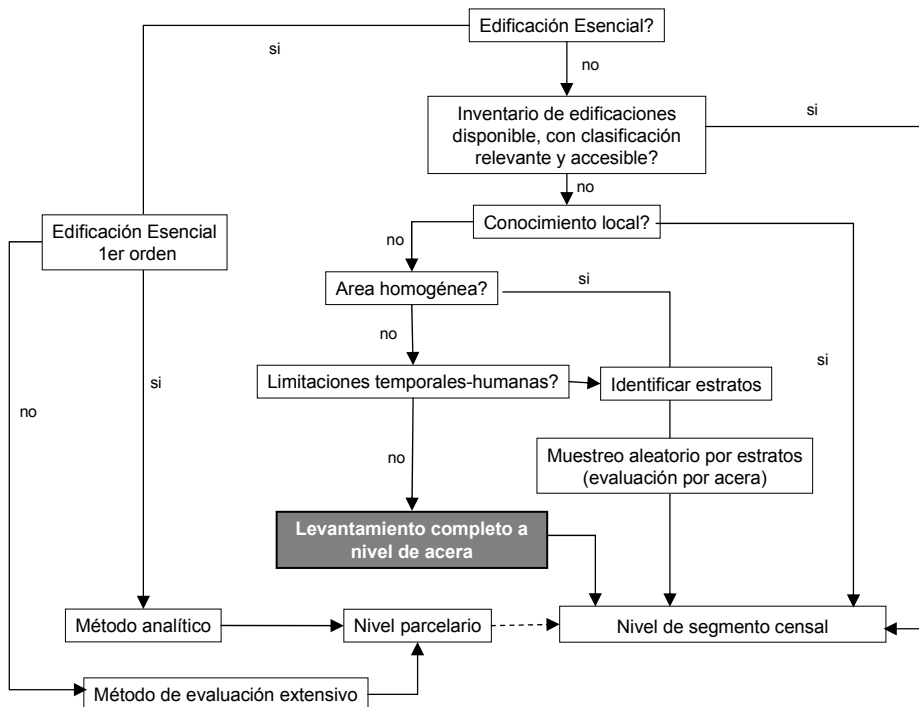 Edificación Esencial?
si
no
Inventario de edificaciones
disponible, con clasificación
relevante y accesible?
si
no
Edificación Esencial
1er orden
Conocimiento local?
no
Area homogénea?
si
no
si
no
si
Limitaciones temporales-humanas?
Identificar estratos
no
Muestreo aleatorio por estratos
(evaluación por acera)
Levantamiento completo a
nivel de acera
Método analítico
Nivel parcelario
Nivel de segmento censal
Método de evaluación extensivo